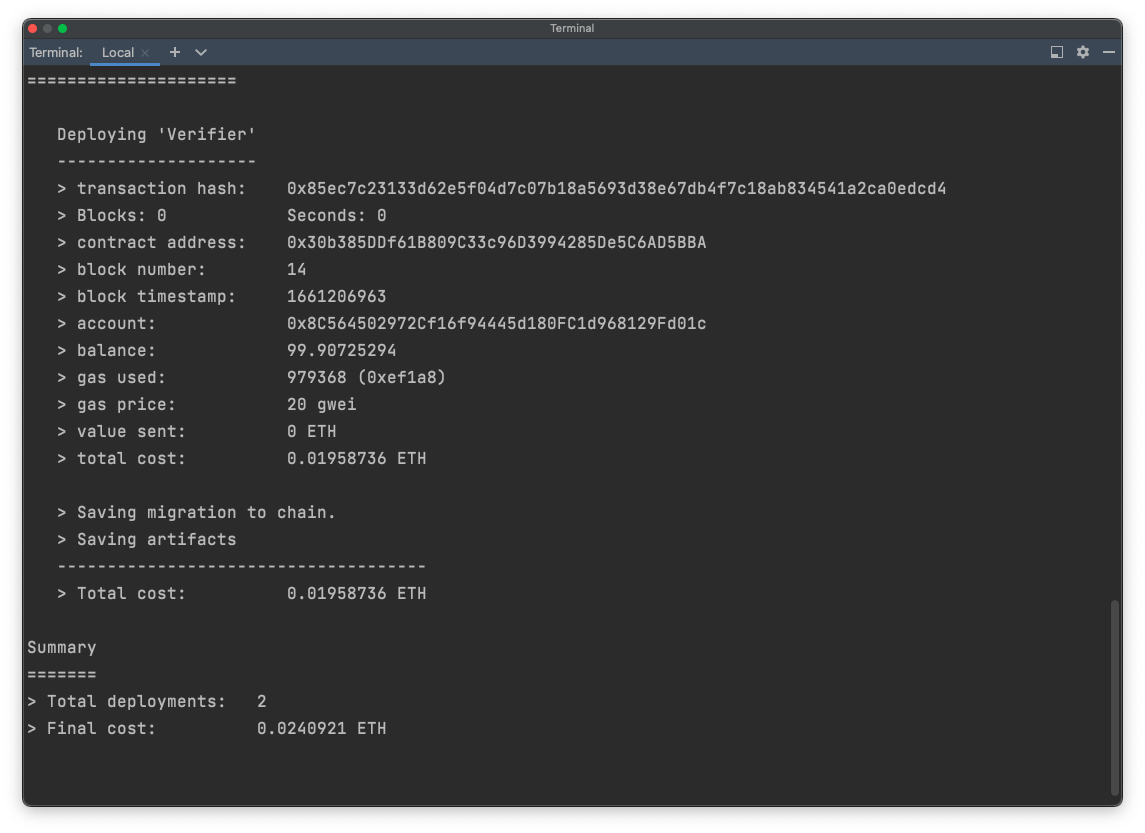 Terminal
Terminal: Local × +
=====================
Deploying 'Verifier'
--------------------
> transaction hash:    0x85ec7c23133d62e5f04d7c07b18a5693d38e67db4f7c18ab834541a2ca0edcd4
> Blocks: 0            Seconds: 0
> contract address:    0x30b385DDf61B809C33c96D3994285De5C6AD5BBA
> block number:        14
> block timestamp:     1661206963
> account:             0x8C564502972Cf16f94445d180FC1d968129Fd01c
> balance:             99.90725294
> gas used:            979368 (0xef1a8)
> gas price:           20 gwei
> value sent:          0 ETH
> total cost:          0.01958736 ETH
> Saving migration to chain.
> Saving artifacts
-------------------------------------
> Total cost:          0.01958736 ETH
Summary
=======
> Total deployments:   2
> Final cost:          0.0240921 ETH